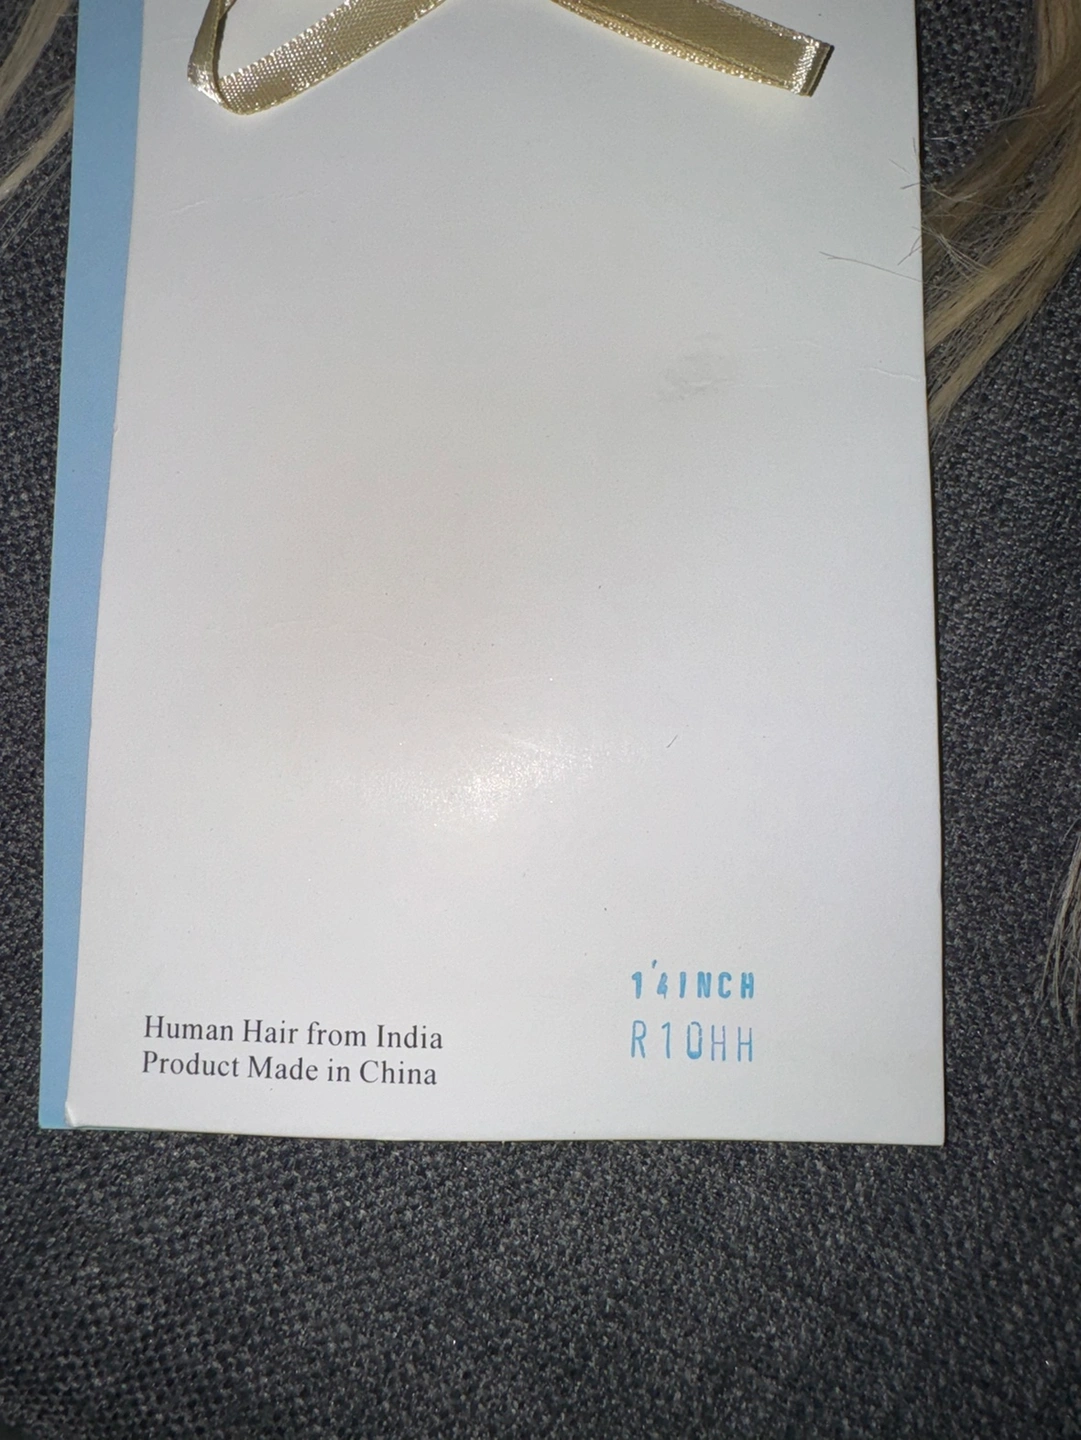 14INCH
R10HH
Human Hair from India
Product Made in China